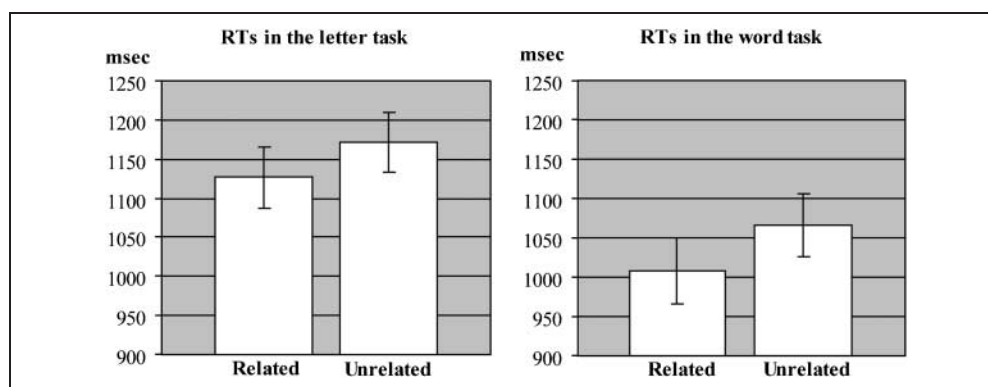 RTs in the letter task
msec
1250
1200
1150
1100
1050
1000
950
900
Related Unrelated
RTs in the word task
msec
1250
1200
1150
1100
1050
1000
950
900
Related Unrelated